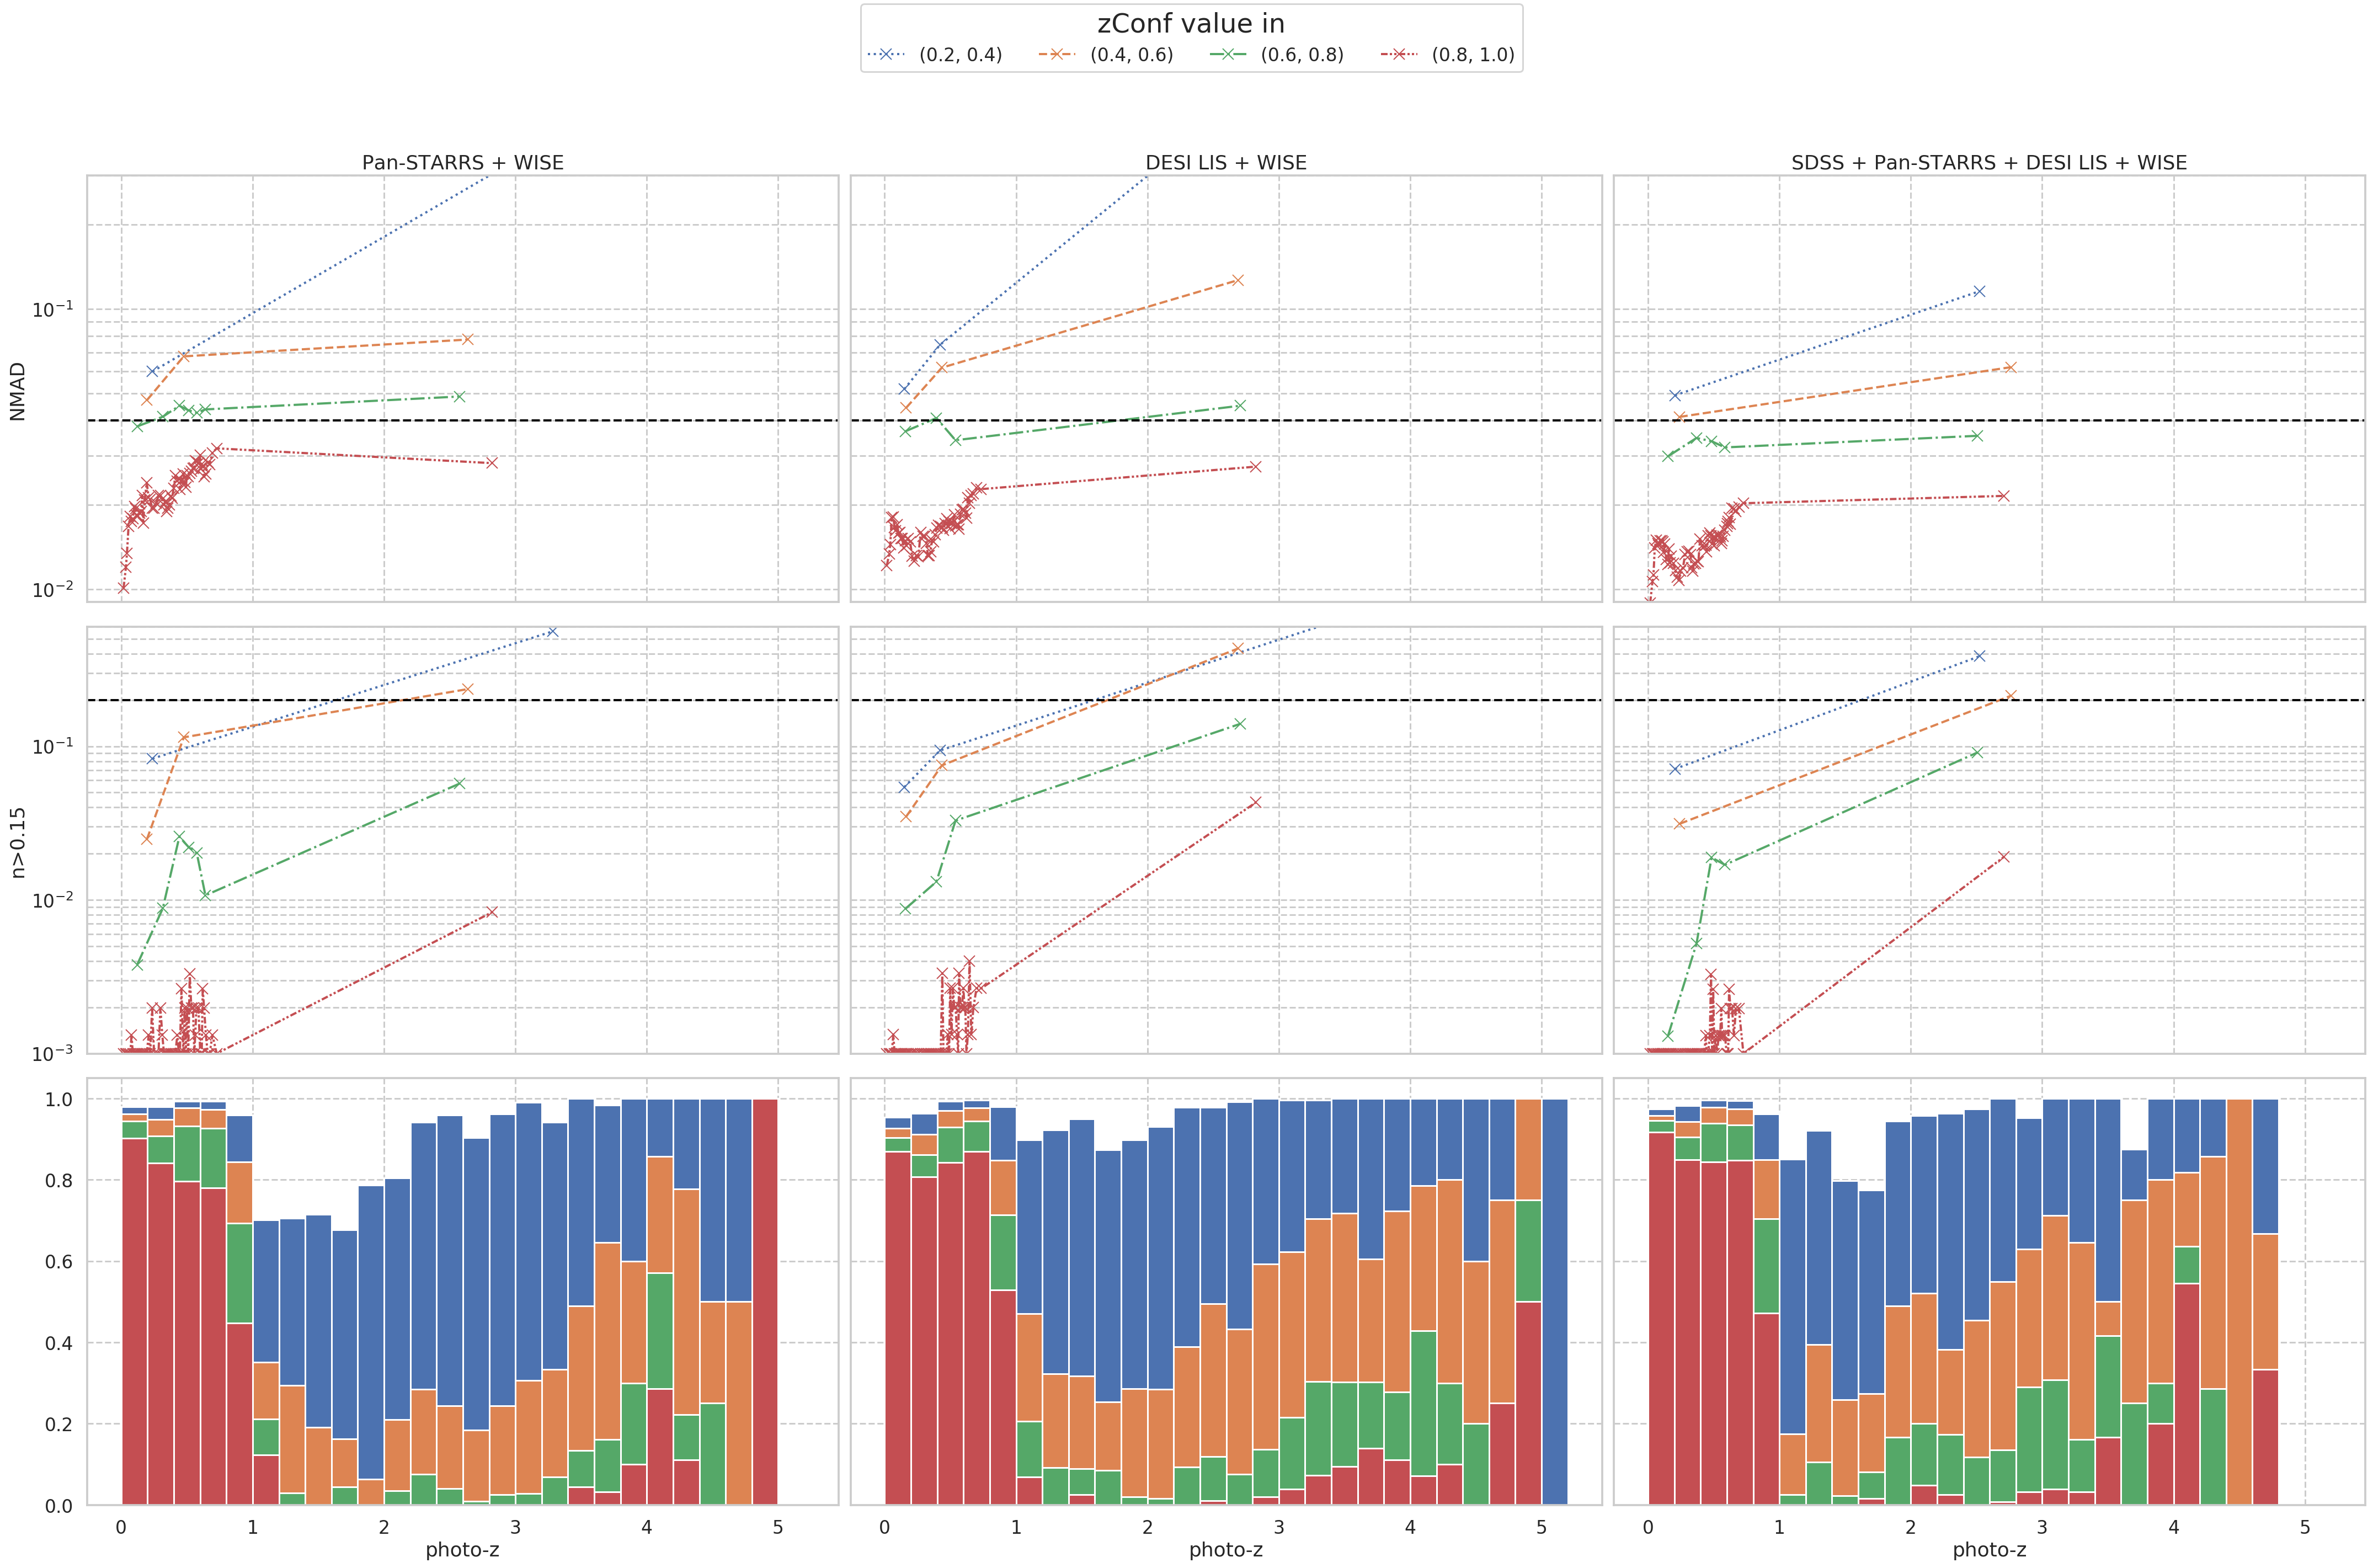 zConf value in
(0.2, 0.4) (0.4, 0.6) (0.6, 0.8) (0.8, 1.0)
Pan-STARRS + WISE DESI LIS + WISE SDSS + Pan-STARRS + DESI LIS + WISE
NMAD
10⁻¹
10⁻²
n>0.15
10⁻¹
10⁻²
10⁻³
1.0
0.8
0.6
0.4
0.2
0.0
0 1 2 3 4 5 0 1 2 3 4 5 0 1 2 3 4 5
photo-z photo-z photo-z